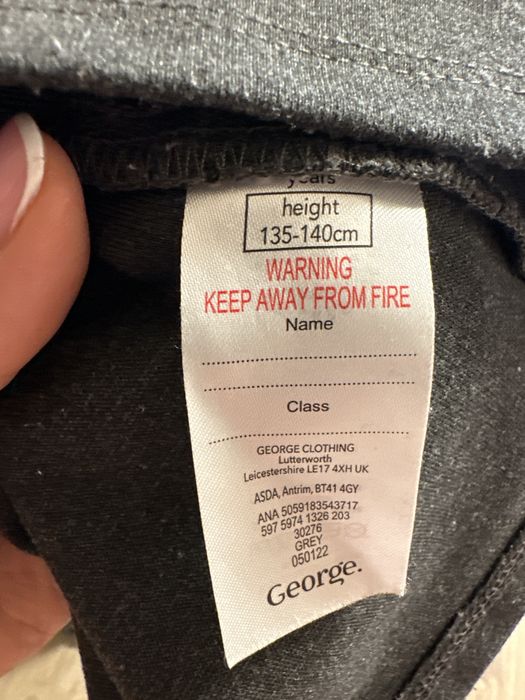 years
height
135-140cm
WARNING
KEEP AWAY FROM FIRE
Name
Class
GEORGE CLOTHING
Lutterworth
Leicestershire LE17 4XH UK
ASDA, Antrim, BT41 4GY
ANA 5059183543717
597 5974 1326 203
30276
GREY
050122
George.